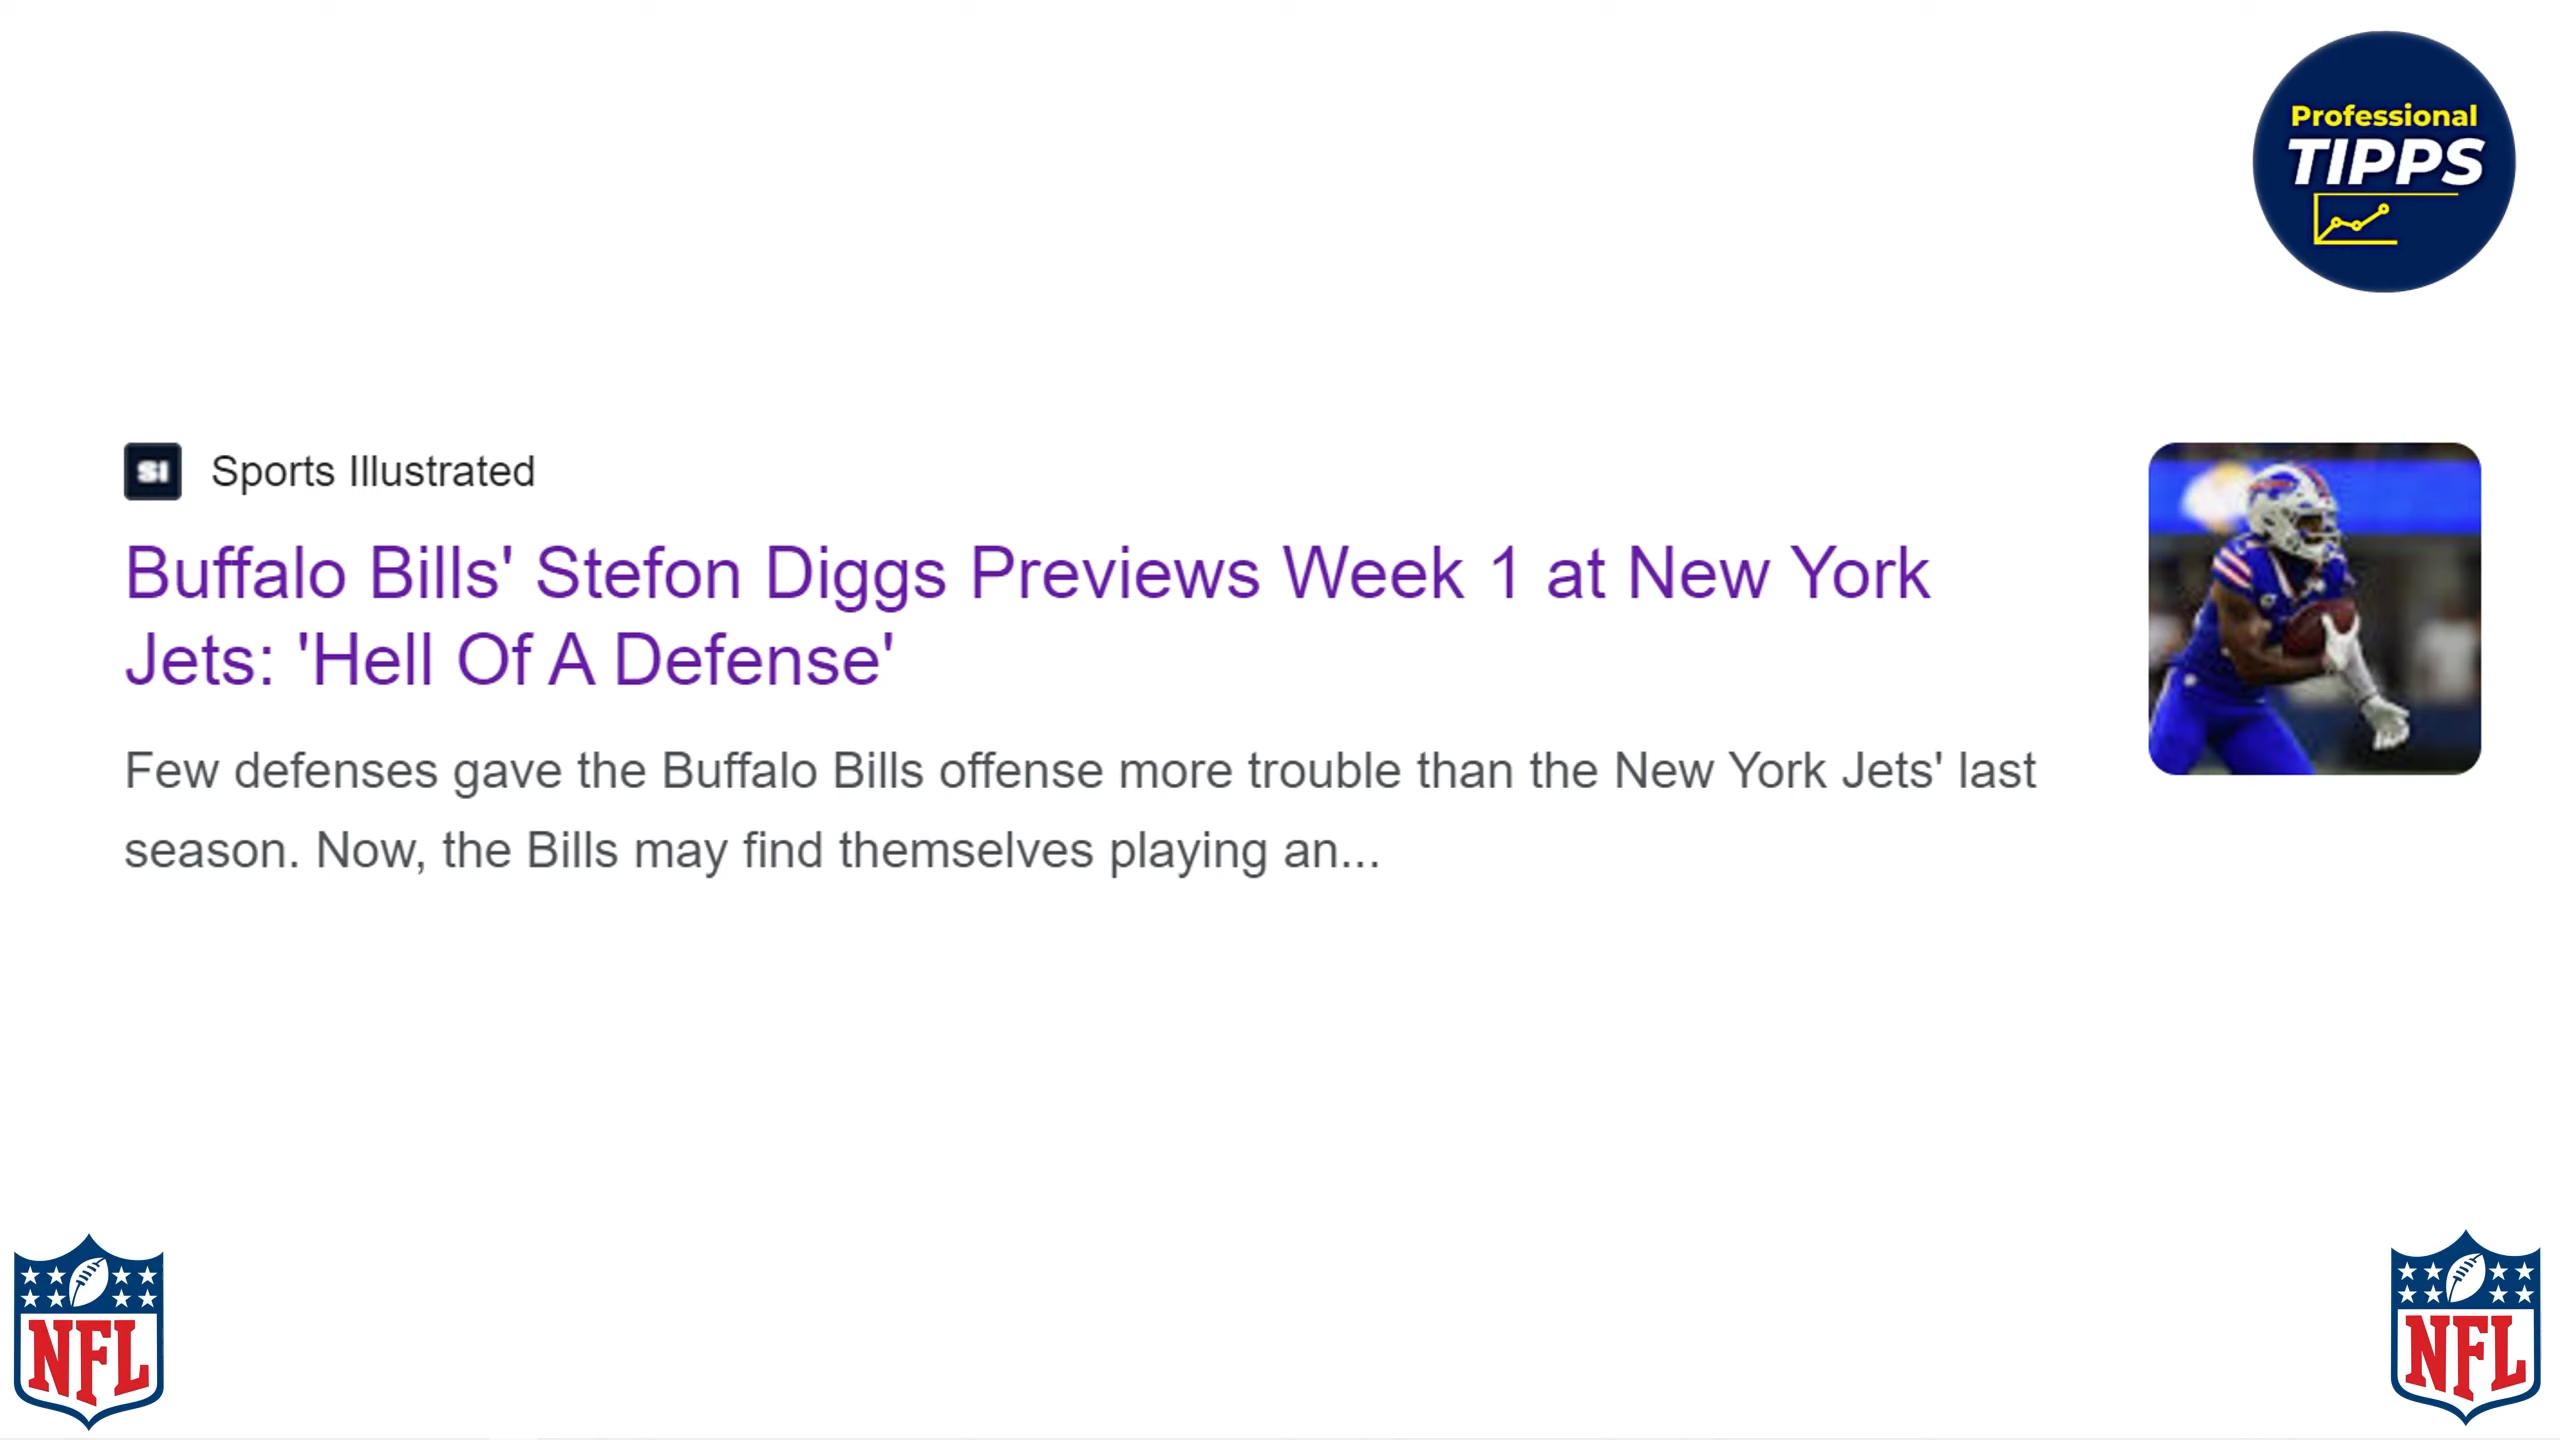 Professional
TIPPS
SI Sports Illustrated
Buffalo Bills' Stefon Diggs Previews Week 1 at New York
Jets: 'Hell Of A Defense'
Few defenses gave the Buffalo Bills offense more trouble than the New York Jets' last
season. Now, the Bills may find themselves playing an...
NFL
NFL